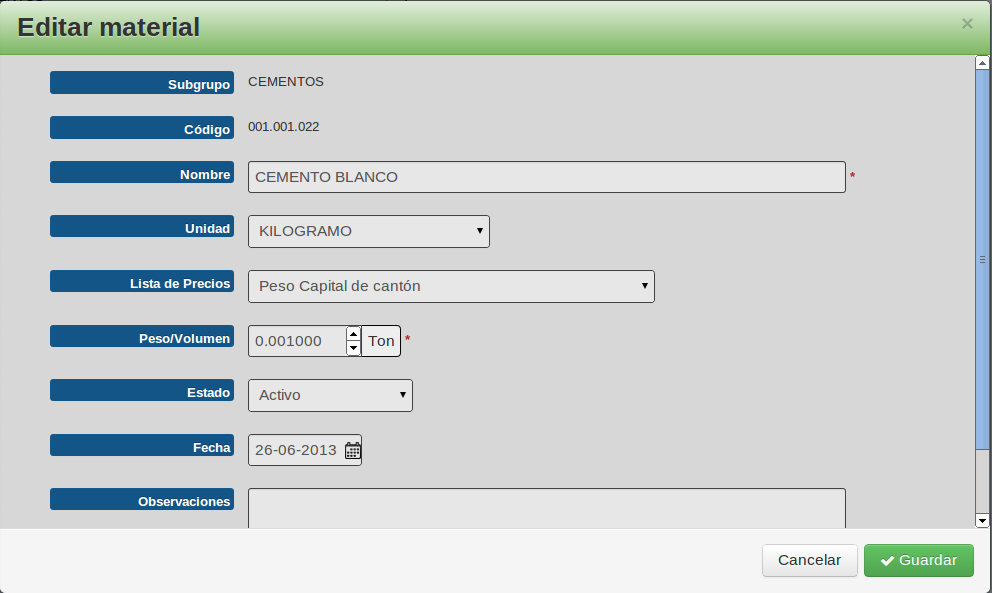 Editar material ×
Subgrupo CEMENTOS
Código 001.001.022
Nombre CEMENTO BLANCO *
Unidad KILOGRAMO
Lista de Precios Peso Capital de cantón
Peso/Volumen 0.001000 Ton *
Estado Activo
Fecha 26-06-2013
Observaciones
Cancelar Guardar